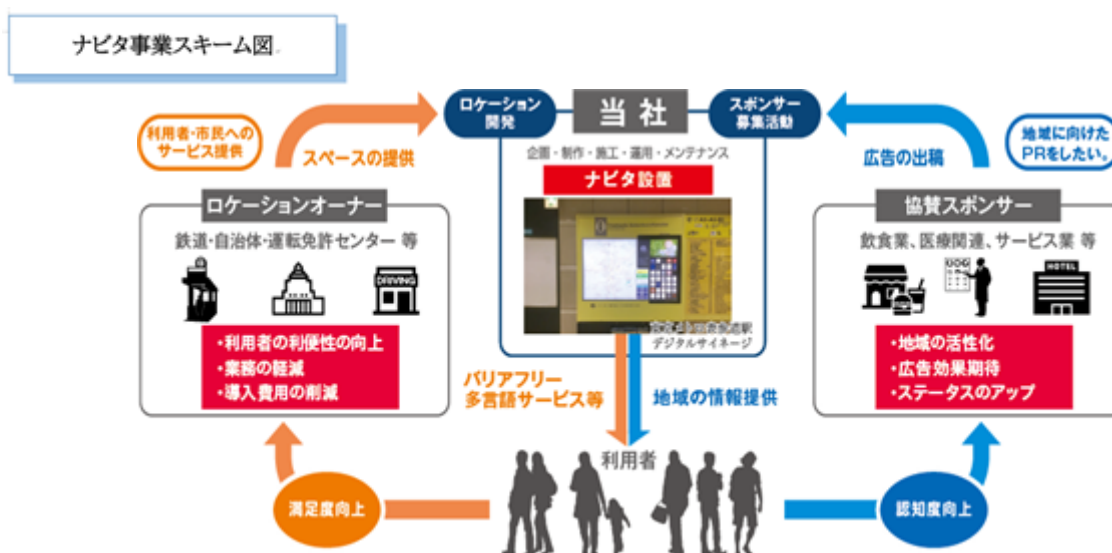 ナビタ事業スキーム図
利用者・市民への
サービス提供
スペースの提供
ロケーション
開発
当社
スポンサー
募集活動
広告の出稿
地域に向けた
PRをしたい。
企画・制作・施工・運用・メンテナンス
ナビタ設置
デジタルサイネージ
ロケーションオーナー
鉄道・自治体・運転免許センター 等
DRIVING
・利用者の利便性の向上
・業務の軽減
・導入費用の削減
協賛スポンサー
飲食業、医療関連、サービス業 等
HOTEL
・地域の活性化
・広告効果期待
・ステータスのアップ
バリアフリー
多言語サービス等
地域の情報提供
利用者
満足度向上
認知度向上